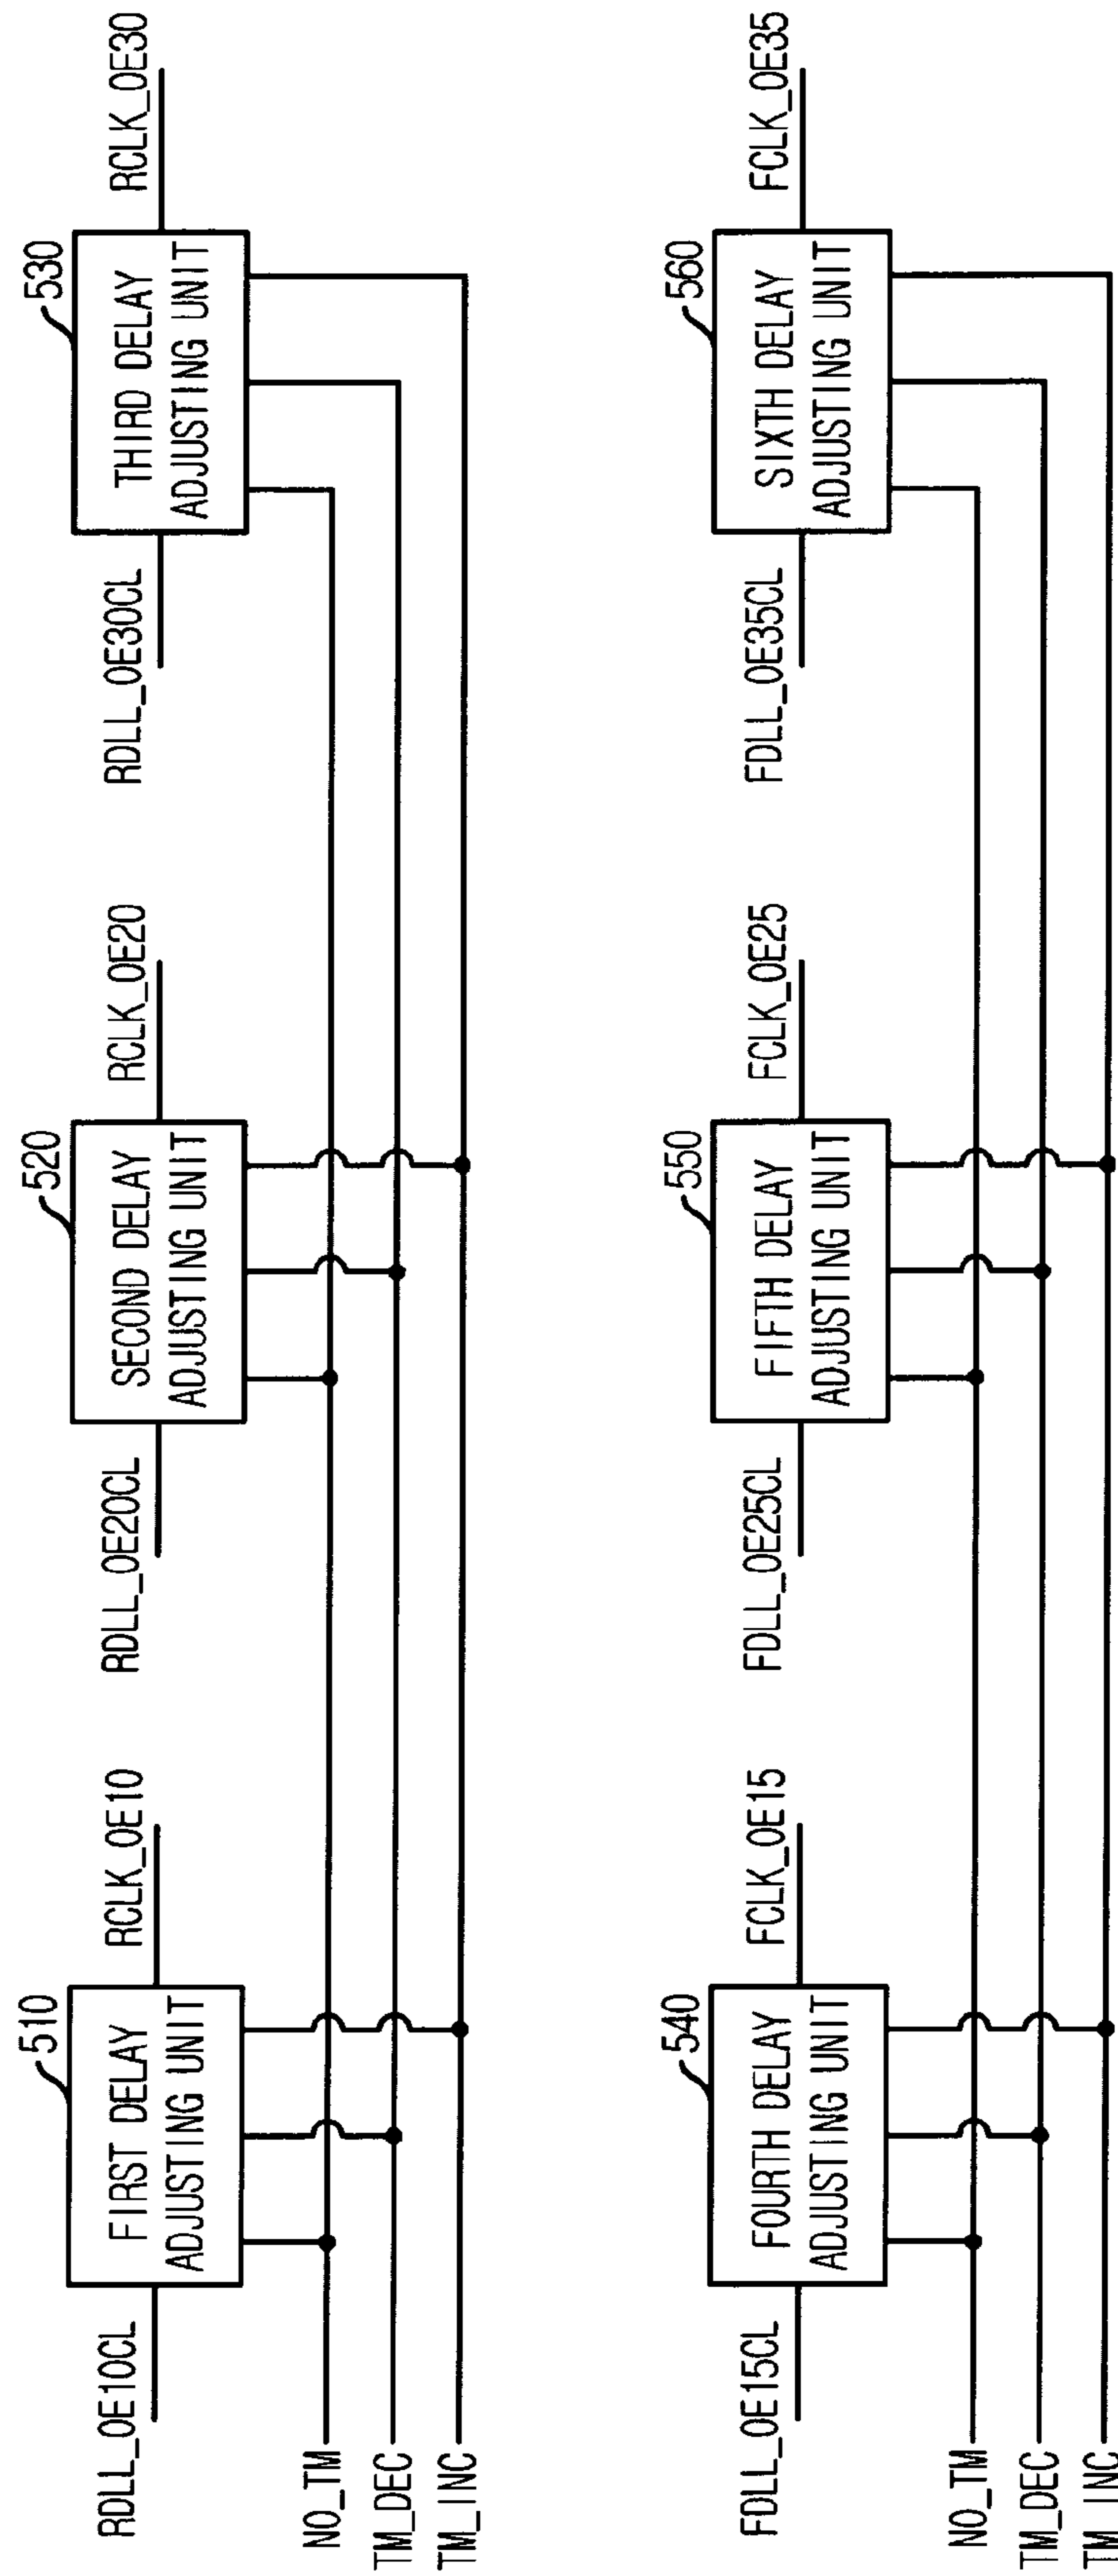 510
RDLL_OE10CL
FIRST DELAY
ADJUSTING UNIT
RCLK_OE10
520
RDLL_OE20CL
SECOND DELAY
ADJUSTING UNIT
RCLK_OE20
530
RDLL_OE30CL
THIRD DELAY
ADJUSTING UNIT
RCLK_OE30
NO_TM
TM_DEC
TM_INC
540
FDLL_OE15CL
FOURTH DELAY
ADJUSTING UNIT
FCLK_OE15
550
FDLL_OE25CL
FIFTH DELAY
ADJUSTING UNIT
FCLK_OE25
560
FDLL_OE35CL
SIXTH DELAY
ADJUSTING UNIT
FCLK_OE35
NO_TM
TM_DEC
TM_INC